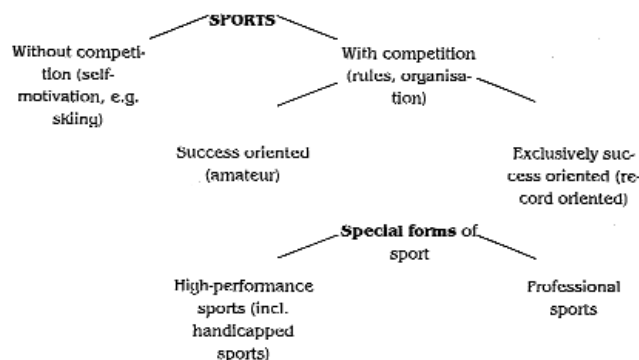 SPORTS
Without competi-
tion (self-
motivation, e.g.
skiing)
With competition
(rules, organisa-
tion)
Success oriented
(amateur)
Exclusively suc-
cess oriented (re-
cord oriented)
Special forms of
sport
High-performance
sports (incl.
handicapped
sports)
Professional
sports